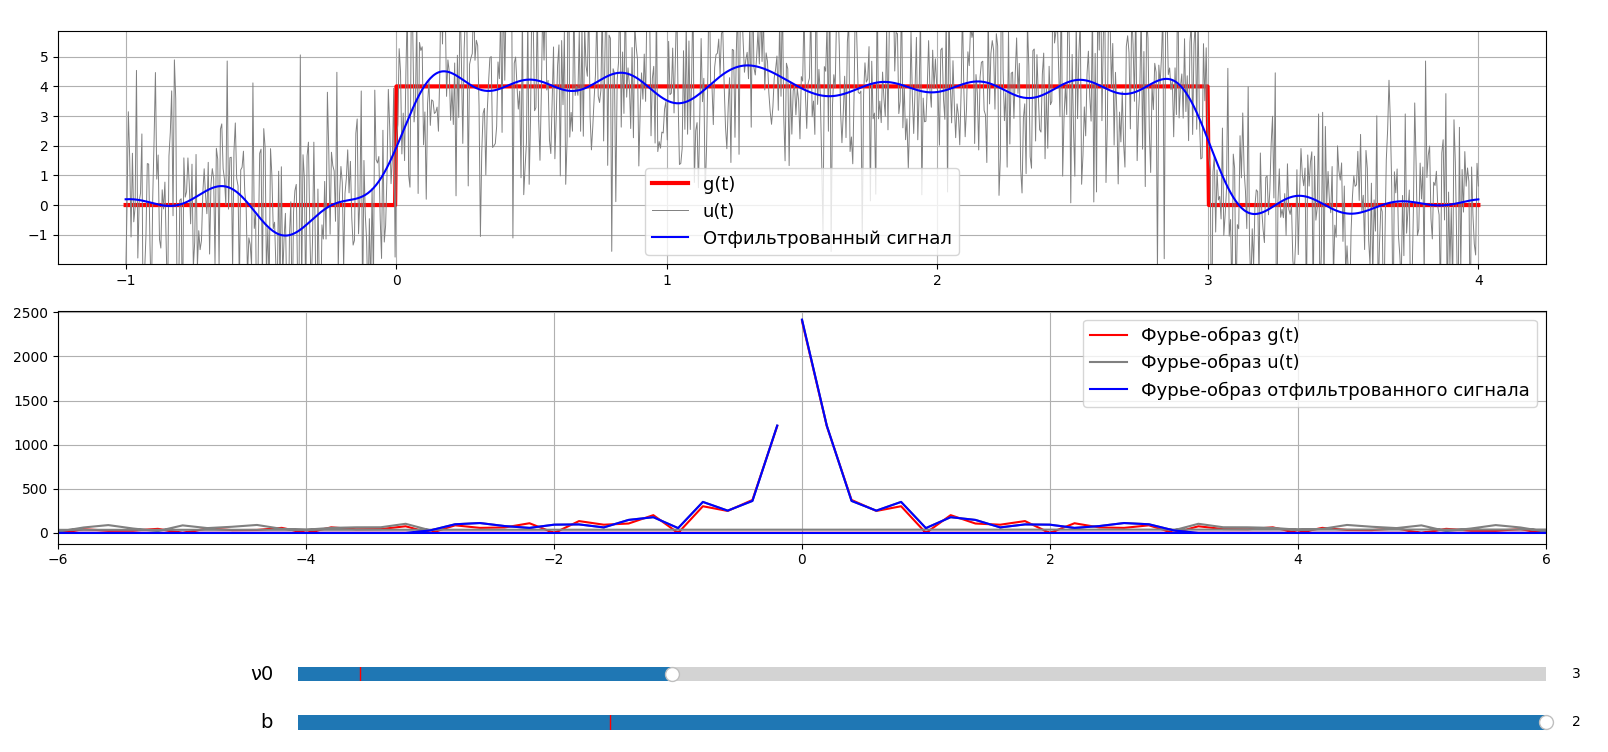 5
4
3
2
1
0
−1
−1 0 1 2 3 4
g(t)
u(t)
Отфильтрованный сигнал
2500
2000
1500
1000
500
0
−6 −4 −2 0 2 4 6
Фурье-образ g(t)
Фурье-образ u(t)
Фурье-образ отфильтрованного сигнала
ν0 3
b 2